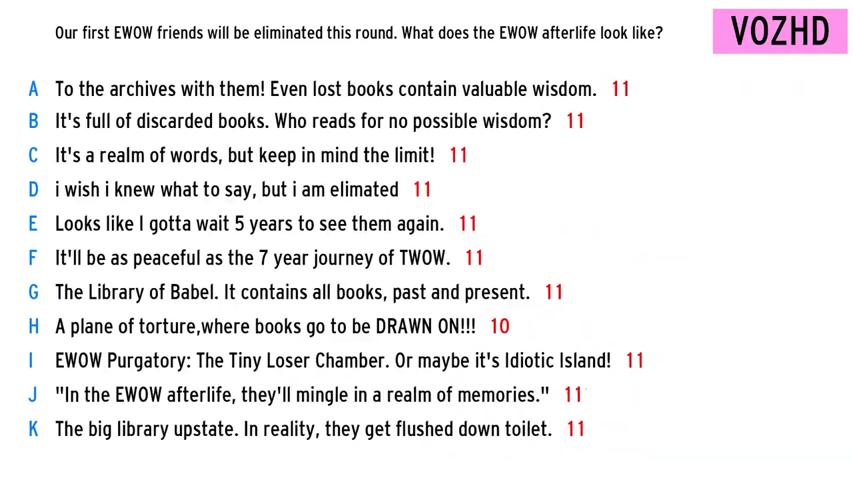 Our first EWOW friends will be eliminated this round. What does the EWOW afterlife look like?
VOZHD
A To the archives with them! Even lost books contain valuable wisdom. 11
B It's full of discarded books. Who reads for no possible wisdom? 11
C It's a realm of words, but keep in mind the limit! 11
D i wish i knew what to say, but i am elimated 11
E Looks like I gotta wait 5 years to see them again. 11
F It'll be as peaceful as the 7 year journey of TWOW. 11
G The Library of Babel. It contains all books, past and present. 11
H A plane of torture,where books go to be DRAWN ON!!! 10
I EWOW Purgatory: The Tiny Loser Chamber. Or maybe it's Idiotic Island! 11
J "In the EWOW afterlife, they'll mingle in a realm of memories." 11
K The big library upstate. In reality, they get flushed down toilet. 11